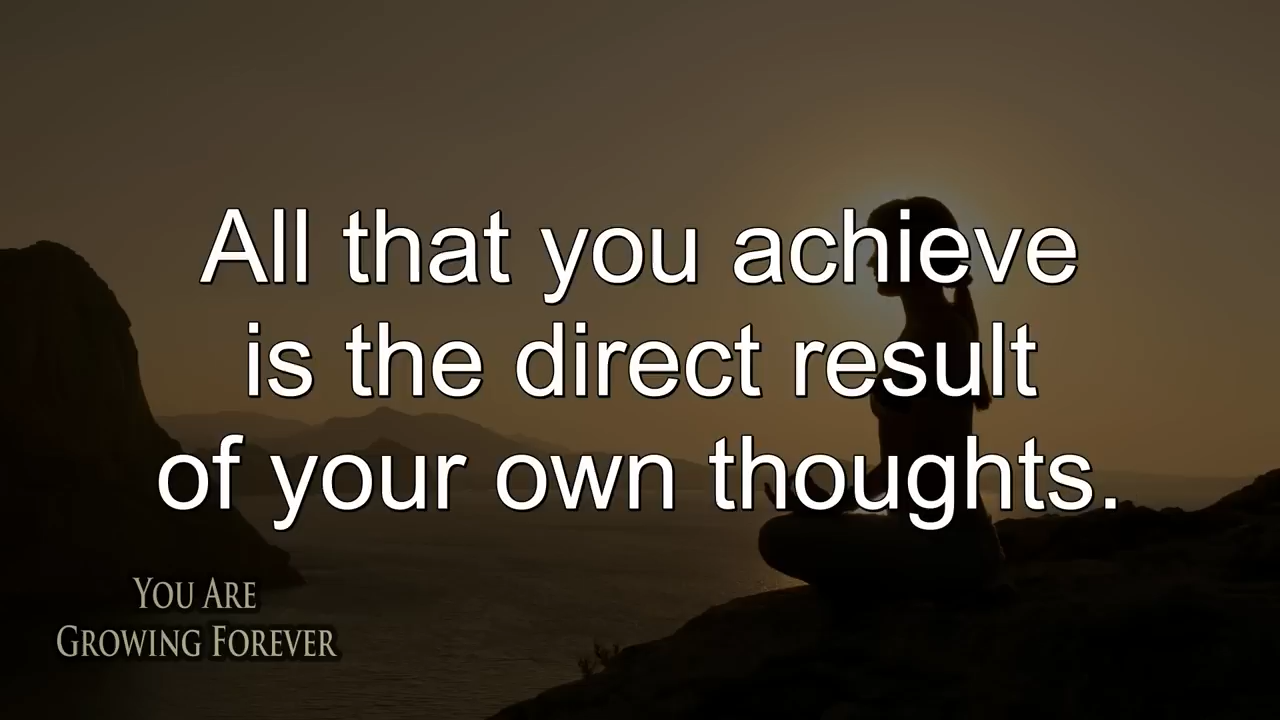 All that you achieve
is the direct result
of your own thoughts.
You Are
Growing Forever